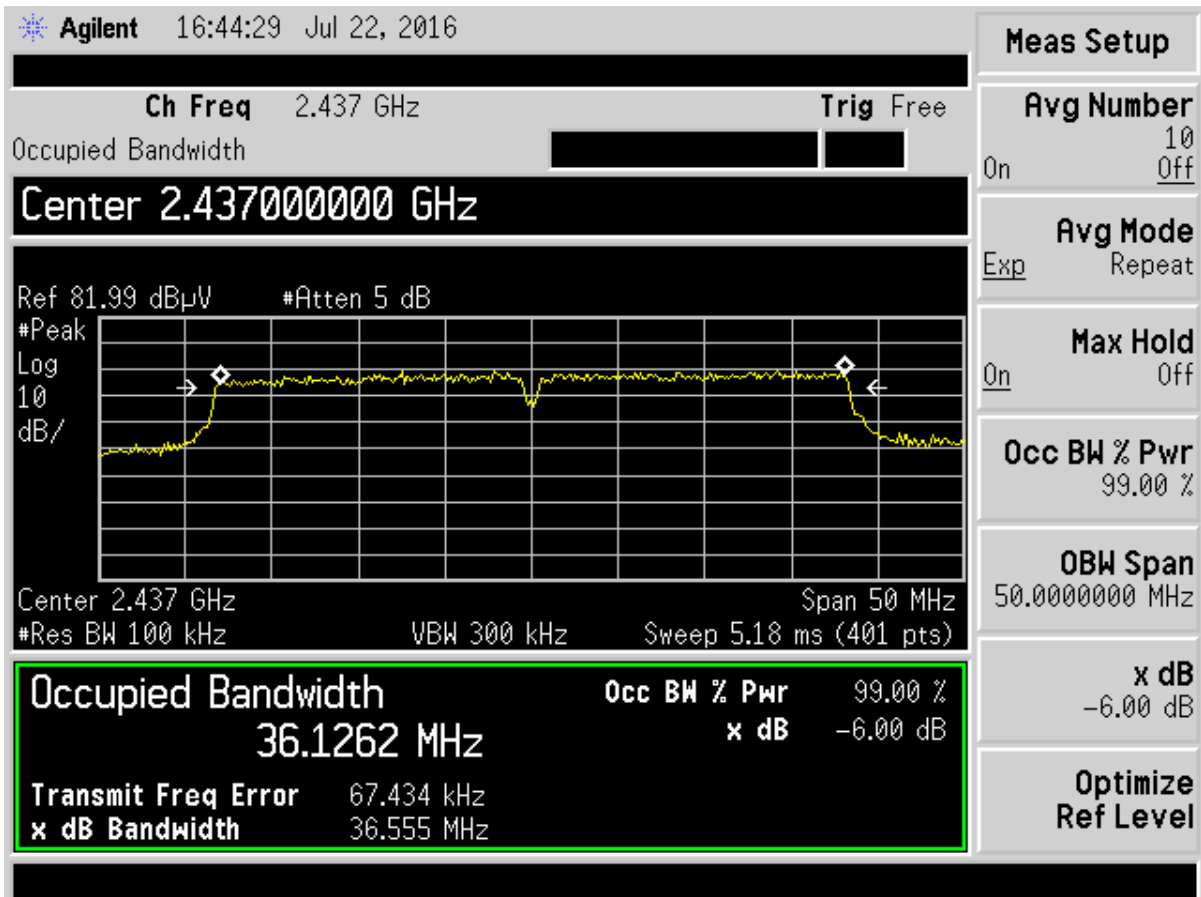 Agilent 16:44:29 Jul 22, 2016
Ch Freq 2.437 GHz Trig Free
Occupied Bandwidth
Center 2.437000000 GHz
Ref 81.99 dBµV #Atten 5 dB
#Peak
Log
10
dB/
Center 2.437 GHz Span 50 MHz
#Res BW 100 kHz VBW 300 kHz Sweep 5.18 ms (401 pts)
Occupied Bandwidth Occ BW % Pwr 99.00 %
36.1262 MHz x dB -6.00 dB
Transmit Freq Error 67.434 kHz
x dB Bandwidth 36.555 MHz
Meas Setup
Avg Number
10
On Off
Avg Mode
Exp Repeat
Max Hold
On Off
Occ BW % Pwr
99.00 %
OBW Span
50.0000000 MHz
x dB
-6.00 dB
Optimize
Ref Level